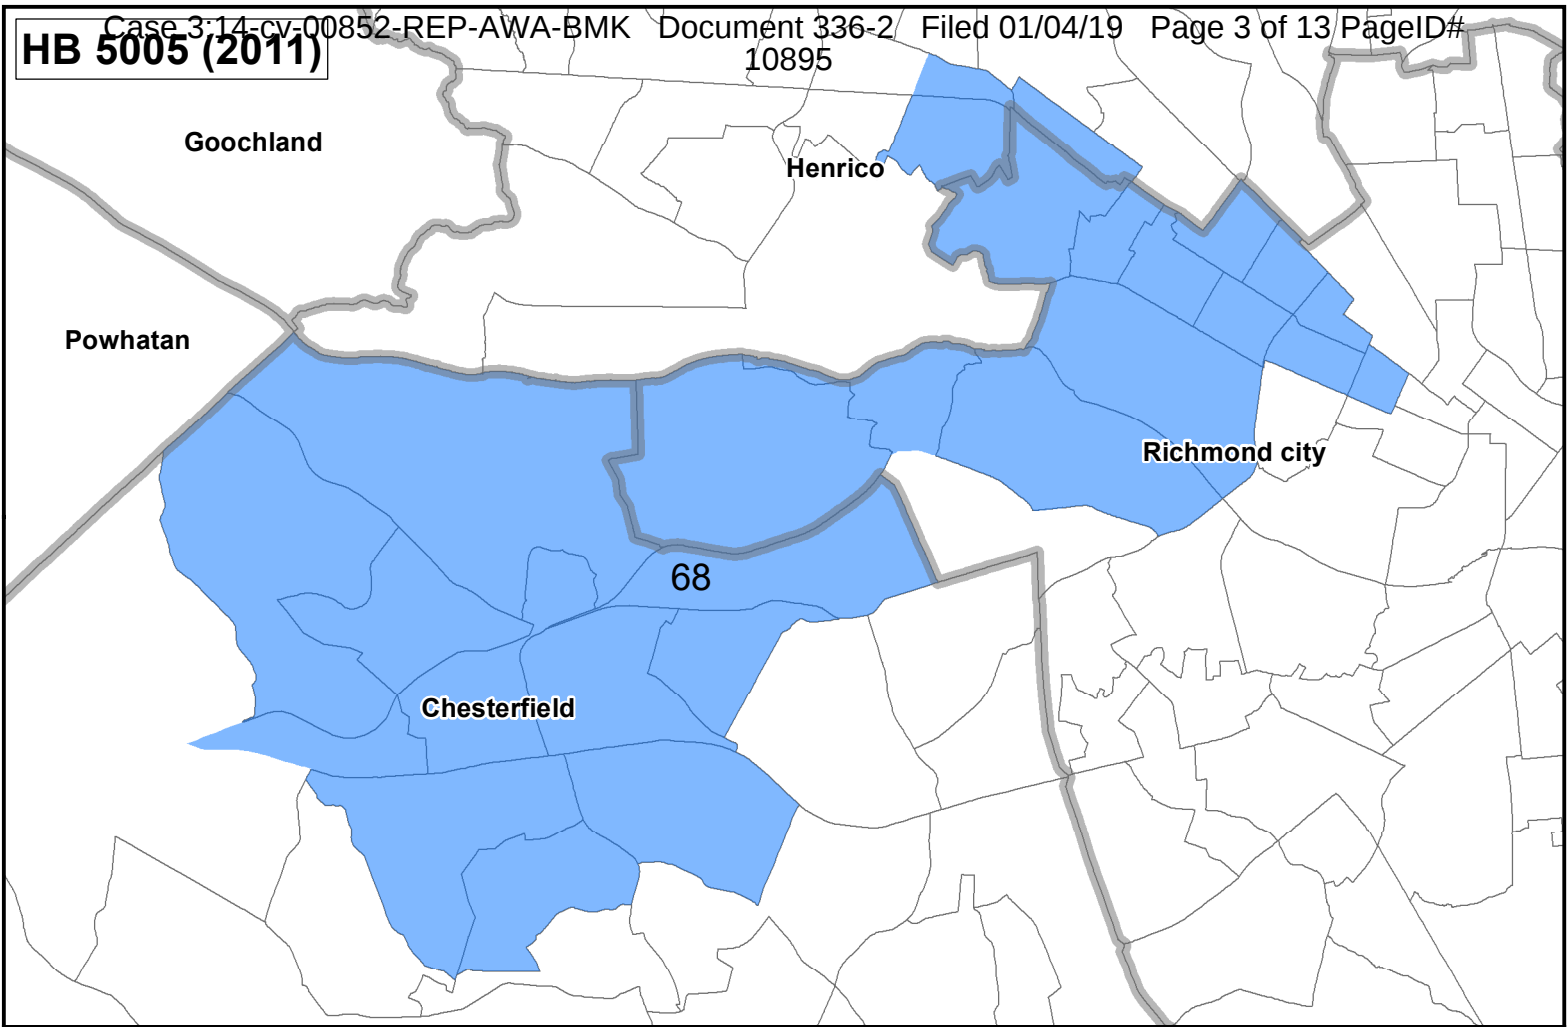 Case 3:14-cv-00852-REP-AWA-BMK Document 336-2 Filed 01/04/19 Page 3 of 13 PageID#
10895
HB 5005 (2011)
Goochland
Henrico
Powhatan
Richmond city
68
Chesterfield